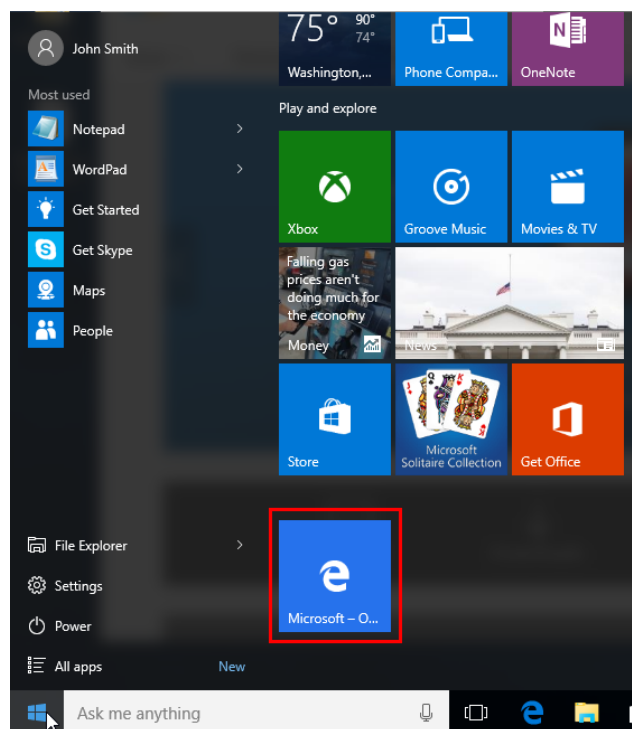 John Smith
Most used
Notepad
WordPad
Get Started
Get Skype
Maps
People
File Explorer
Settings
Power
All apps
New
75°
90°
74°
Washington,...
Phone Compa...
N
OneNote
Play and explore
Xbox
Groove Music
Movies & TV
Falling gas
prices aren't
doing much for
the economy
Money
News
Store
Microsoft
Solitaire Collection
Get Office
Microsoft – O...
Ask me anything